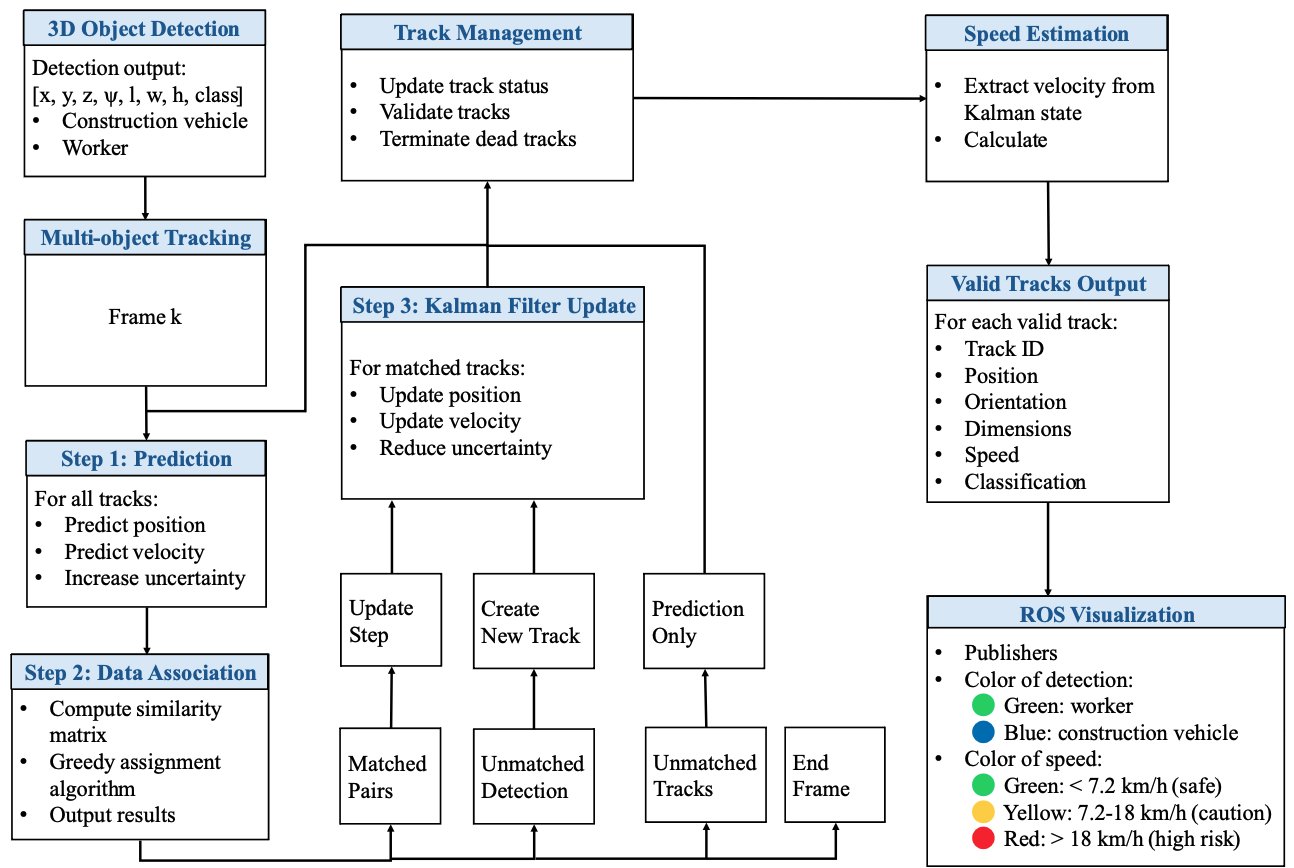 3D Object Detection
Detection output:
[x, y, z, ψ, l, w, h, class]
• Construction vehicle
• Worker
Multi-object Tracking
Frame k
Step 1: Prediction
For all tracks:
• Predict position
• Predict velocity
• Increase uncertainty
Step 2: Data Association
• Compute similarity
matrix
• Greedy assignment
algorithm
• Output results
Track Management
• Update track status
• Validate tracks
• Terminate dead tracks
Step 3: Kalman Filter Update
For matched tracks:
• Update position
• Update velocity
• Reduce uncertainty
Update
Step
Create
New Track
Prediction
Only
Matched
Pairs
Unmatched
Detection
Unmatched
Tracks
End
Frame
Speed Estimation
• Extract velocity from
Kalman state
• Calculate
Valid Tracks Output
For each valid track:
• Track ID
• Position
• Orientation
• Dimensions
• Speed
• Classification
ROS Visualization
• Publishers
• Color of detection:
Green: worker
Blue: construction vehicle
• Color of speed:
Green: < 7.2 km/h (safe)
Yellow: 7.2-18 km/h (caution)
Red: > 18 km/h (high risk)